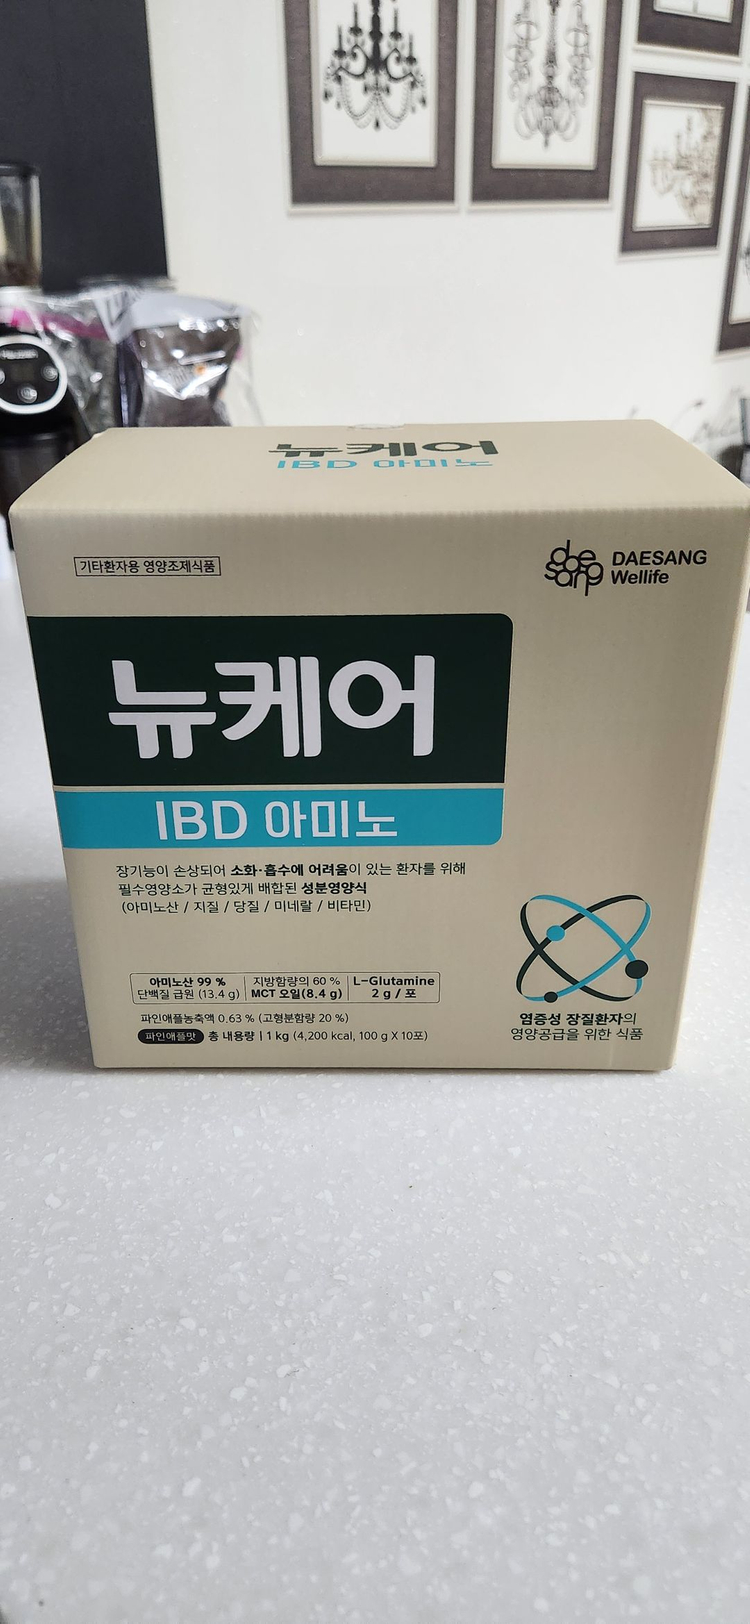 뉴케어
IBD 아미노
기타환자용 영양조제식품
DAESANG
Wellife
뉴케어
IBD 아미노
장기능이 손상되어 소화·흡수에 어려움이 있는 환자를 위해
필수영양소가 균형있게 배합된 성분영양식
(아미노산 / 지질 / 당질 / 미네랄 / 비타민)
아미노산 99 %
단백질 급원 (13.4 g)
지방함량의 60 %
MCT 오일(8.4 g)
L-Glutamine
2 g / 포
파인애플농축액 0.63 % (고형분함량 20 %)
파인애플맛 총 내용량 | 1 kg (4,200 kcal, 100 g X 10포)
염증성 장질환자의
영양공급을 위한 식품